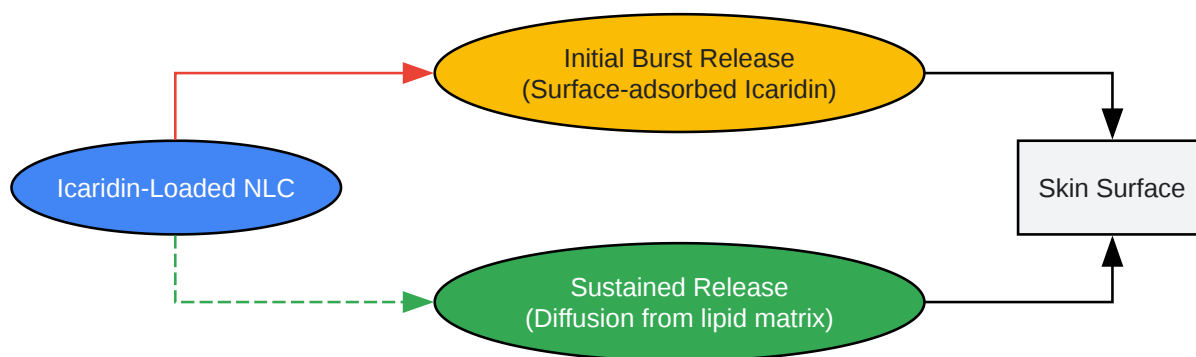 Initial Burst Release
(Surface-adsorbed Icaridin)
Icaridin-Loaded NLC
Skin Surface
Sustained Release
(Diffusion from lipid matrix)